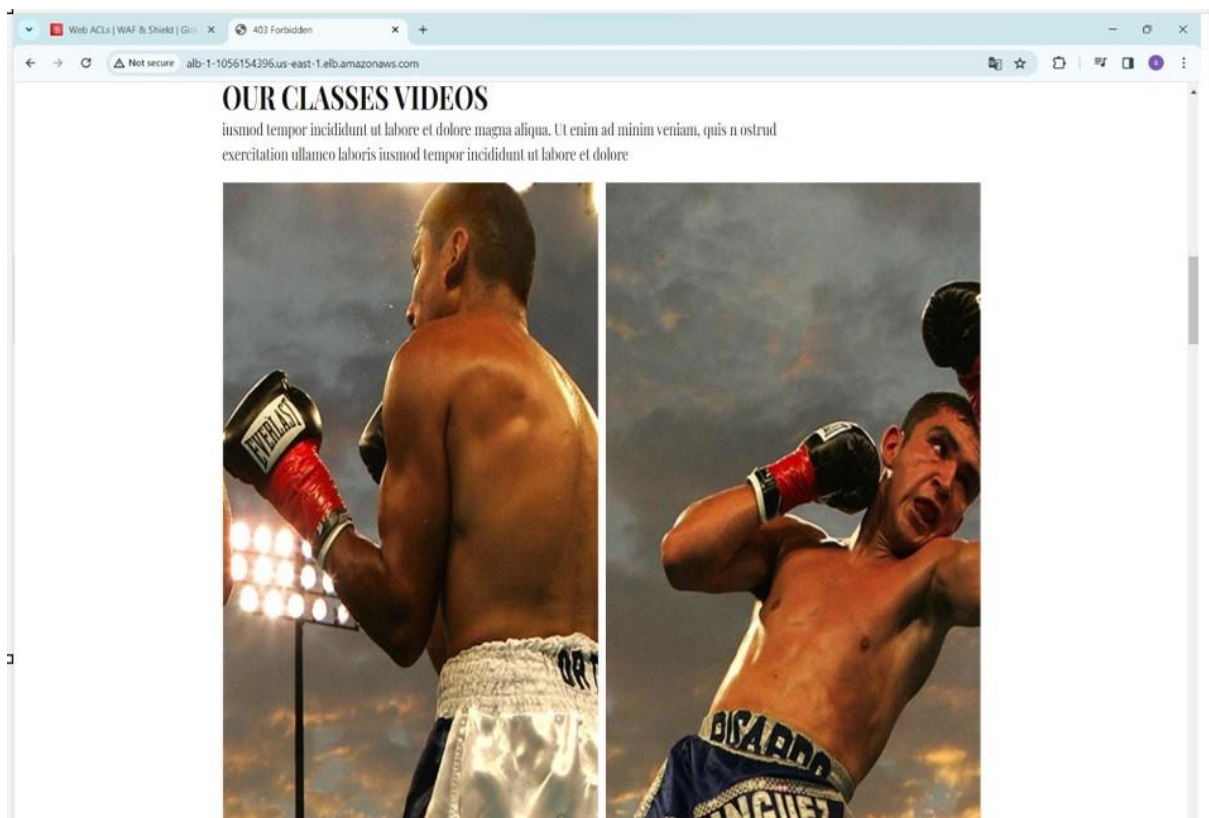 Web ACLs | WAF & Shield | Glo
403 Forbidden
Not secure
alb-1-1056154396.us-east-1.elb.amazonaws.com
S
OUR CLASSES VIDEOS
iusmod tempor incididunt ut labore et dolore magna aliqua. Ut enim ad minim veniam, quis n ostrud
exercitation ullamco laboris iusmod tempor incididunt ut labore et dolore
EVERLAST
ORT